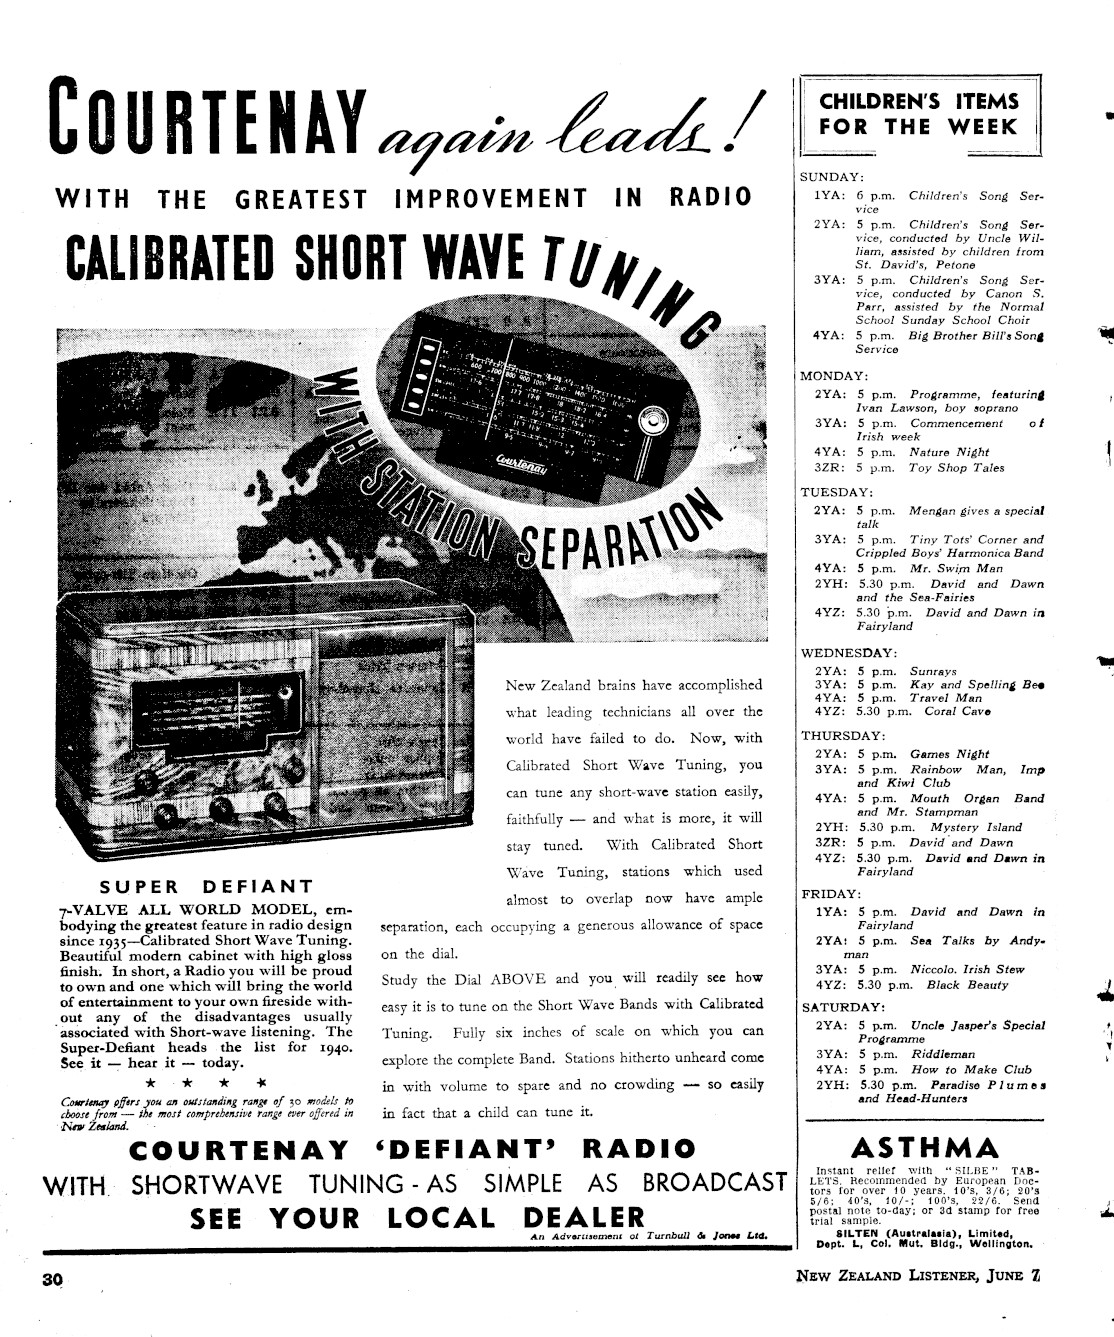 COURTENAY again leads!
WITH THE GREATEST IMPROVEMENT IN RADIO
CALIBRATED SHORT WAVE TUNING
WITH STATION SEPARATION
Courtenay
New Zealand brains have accomplished
what leading technicians all over the
world have failed to do. Now, with
Calibrated Short Wave Tuning, you
can tune any short-wave station easily,
faithfully — and what is more, it will
stay tuned. With Calibrated Short
Wave Tuning, stations which used
almost to overlap now have ample
separation, each occupying a generous allowance of space
on the dial.
Study the Dial ABOVE and you will readily see how
easy it is to tune on the Short Wave Bands with Calibrated
Tuning. Fully six inches of scale on which you can
explore the complete Band. Stations hitherto unheard come
in with volume to spare and no crowding — so easily
in fact that a child can tune it.
SUPER DEFIANT
7-VALVE ALL WORLD MODEL, em-
bodying the greatest feature in radio design
since 1935—Calibrated Short Wave Tuning.
Beautiful modern cabinet with high gloss
finish. In short, a Radio you will be proud
to own and one which will bring the world
of entertainment to your own fireside with-
out any of the disadvantages usually
associated with Short-wave listening. The
Super-Defiant heads the list for 1940.
See it — hear it — today.
★ ★ ★ ★
Courtenay offers you an outstanding range of 30 models to
choose from — the most comprehensive range ever offered in
New Zealand.
COURTENAY 'DEFIANT' RADIO
WITH SHORTWAVE TUNING - AS SIMPLE AS BROADCAST
SEE YOUR LOCAL DEALER
An Advertisement of Turnbull & Jones Ltd.
CHILDREN'S ITEMS
FOR THE WEEK
SUNDAY:
1YA: 6 p.m. Children's Song Ser-
vice
2YA: 5 p.m. Children's Song Ser-
vice, conducted by Uncle Wil-
liam, assisted by children from
St. David's, Petone
3YA: 5 p.m. Children's Song Ser-
vice, conducted by Canon S.
Parr, assisted by the Normal
School Sunday School Choir
4YA: 5 p.m. Big Brother Bill's Song
Service
MONDAY:
2YA: 5 p.m. Programme, featuring
Ivan Lawson, boy soprano
3YA: 5 p.m. Commencement of
Irish week
4YA: 5 p.m. Nature Night
3ZR: 5 p.m. Toy Shop Tales
TUESDAY:
2YA: 5 p.m. Mengan gives a special
talk
3YA: 5 p.m. Tiny Tots' Corner and
Crippled Boys' Harmonica Band
4YA: 5 p.m. Mr. Swim Man
2YH: 5.30 p.m. David and Dawn
and the Sea-Fairies
4YZ: 5.30 p.m. David and Dawn in
Fairyland
WEDNESDAY:
2YA: 5 p.m. Sunrays
3YA: 5 p.m. Kay and Spelling Bee
4YA: 5 p.m. Travel Man
4YZ: 5.30 p.m. Coral Cave
THURSDAY:
2YA: 5 p.m. Games Night
3YA: 5 p.m. Rainbow Man, Imp
and Kiwi Club
4YA: 5 p.m. Mouth Organ Band
and Mr. Stampman
2YH: 5.30 p.m. Mystery Island
3ZR: 5 p.m. David and Dawn
4YZ: 5.30 p.m. David and Dawn in
Fairyland
FRIDAY:
1YA: 5 p.m. David and Dawn in
Fairyland
2YA: 5 p.m. Sea Talks by Andy-
man
3YA: 5 p.m. Niccolo. Irish Stew
4YZ: 5.30 p.m. Black Beauty
SATURDAY:
2YA: 5 p.m. Uncle Jasper's Special
Programme
3YA: 5 p.m. Riddleman
4YA: 5 p.m. How to Make Club
2YH: 5.30 p.m. Paradise Plumes
and Head-Hunters
ASTHMA
Instant relief with "SILBE" TAB-
LETS. Recommended by European Doc-
tors for over 10 years. 10's, 3/6; 20's
5/6; 40's, 10/-; 100's, 22/6. Send
postal note to-day; or 3d stamp for free
trial sample.
SILTEN (Australasia), Limited,
Dept. L, Col. Mut. Bldg., Wellington.
30
NEW ZEALAND LISTENER, JUNE 7